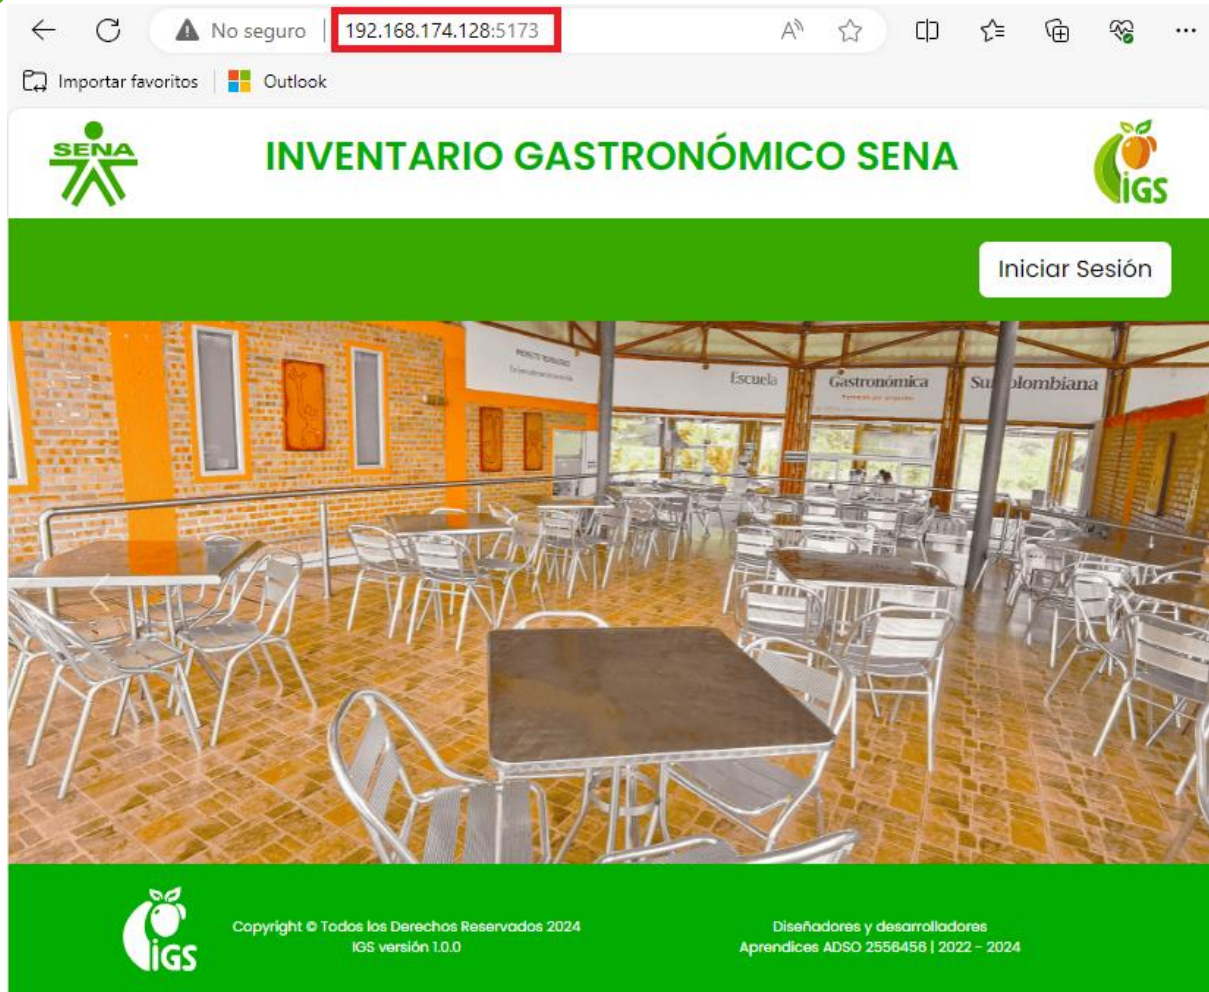 No seguro
192.168.174.128:5173
Importar favoritos
Outlook
SENA
INVENTARIO GASTRONÓMICO SENA
iGS
Iniciar Sesión
Escuela
Gastronómica
iGS
Copyright © Todos los Derechos Reservados 2024
IGS versión 1.0.0
Diseñadores y desarrolladores
Aprendices ADSO 2556456 | 2022 - 2024